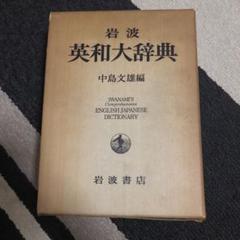 岩波
英和大辞典
中島文雄編
IWANAMI'S
Comprehensive
ENGLISH-JAPANESE
DICTIONARY
岩波書店